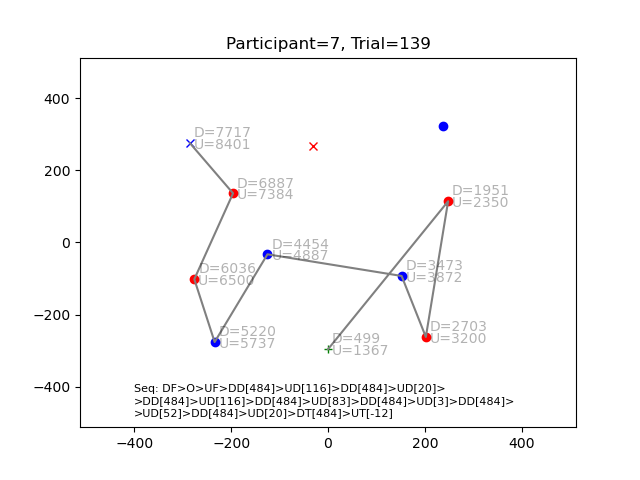 Participant=7, Trial=139
400
200
0
−200
−400
D=7717
U=8401
D=6887
U=7384
D=1951
U=2350
D=4454
U=4887
D=3473
U=3872
D=6036
U=6500
D=5220
U=5737
D=499
U=1367
D=2703
U=3200
Seq: DF>O>UF>DD[484]>UD[116]>DD[484]>UD[20]>
>DD[484]>UD[116]>DD[484]>UD[83]>DD[484]>UD[3]>DD[484]>
>UD[52]>DD[484]>UD[20]>DT[484]>UT[-12]
−400 −200 0 200 400